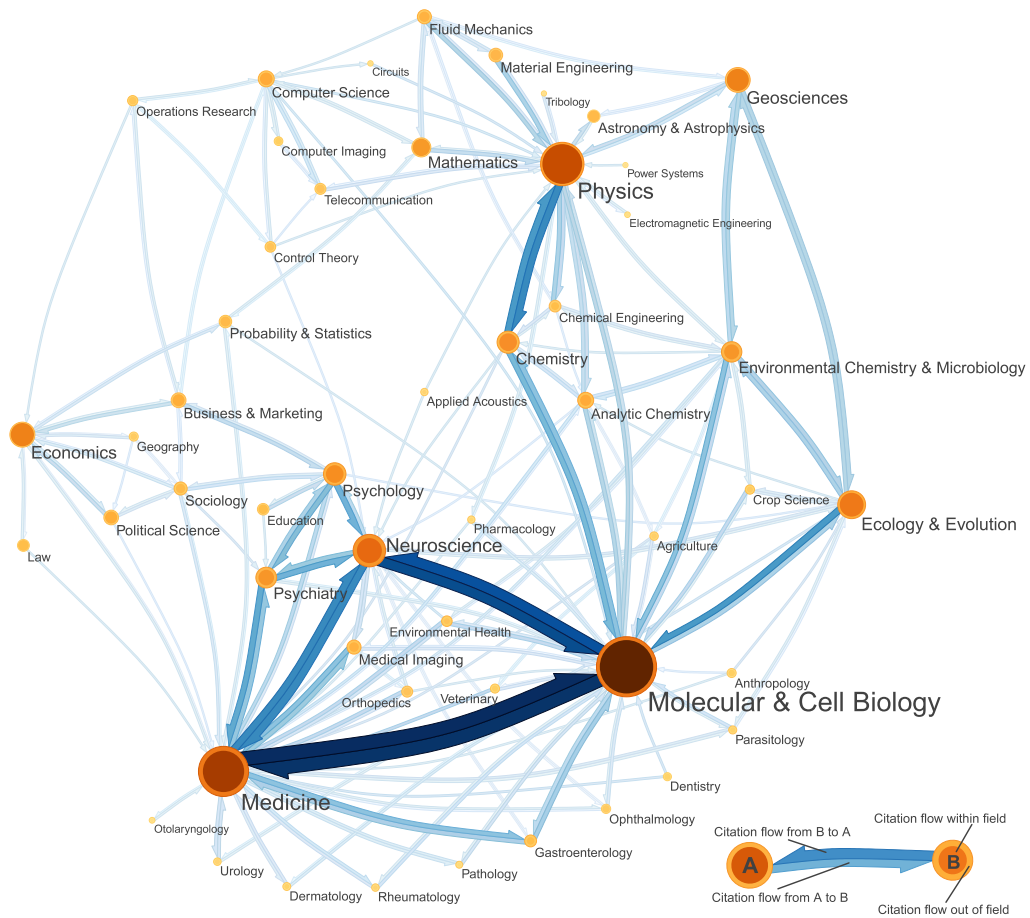 Fluid Mechanics
Circuits
Material Engineering
Computer Science
Geosciences
Tribology
Operations Research
Astronomy & Astrophysics
Computer Imaging
Mathematics
Power Systems
Physics
Telecommunication
Electromagnetic Engineering
Control Theory
Chemical Engineering
Probability & Statistics
Chemistry
Environmental Chemistry & Microbiology
Applied Acoustics
Business & Marketing
Analytic Chemistry
Geography
Economics
Psychology
Sociology
Crop Science
Education
Political Science
Pharmacology
Ecology & Evolution
Neuroscience
Agriculture
Law
Psychiatry
Environmental Health
Medical Imaging
Anthropology
Orthopedics
Veterinary
Molecular & Cell Biology
Parasitology
Dentistry
Medicine
Ophthalmology
Otolaryngology
Gastroenterology
Urology
Pathology
Dermatology
Rheumatology
Citation flow within field
Citation flow from B to A
A
B
Citation flow from A to B
Citation flow out of field